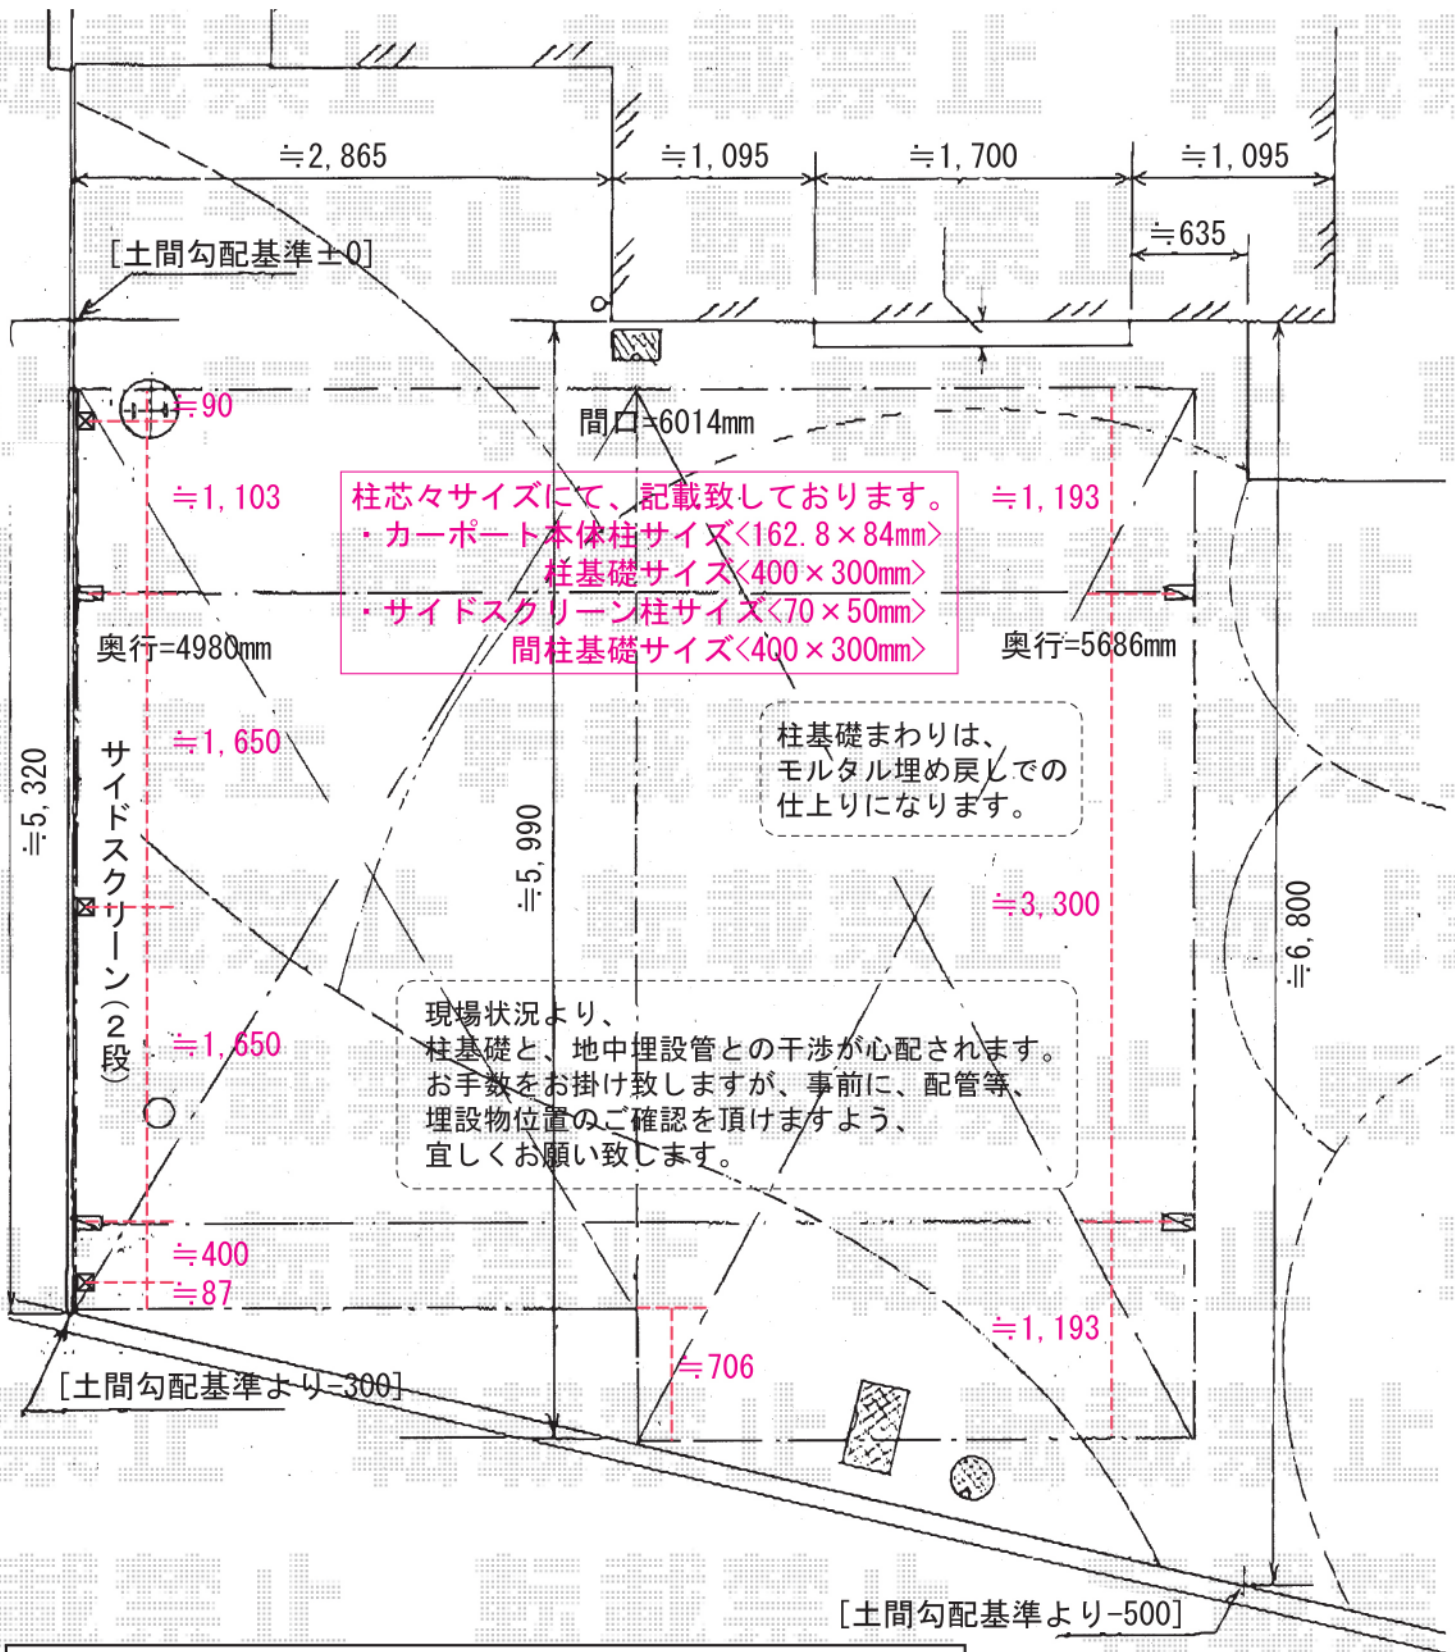 ≒2,865
≒1,095
≒1,700
≒1,095
≒635
[土間勾配基準±0]
≒90
間口=6014mm
≒1,103
柱芯々サイズにて、記載致しております。
・カーポート本体柱サイズ<162.8×84mm>
柱基礎サイズ<400×300mm>
・サイドスクリーン柱サイズ<70×50mm>
間柱基礎サイズ<400×300mm>
≒1,193
奥行=4980mm
奥行=5686mm
≒1,650
柱基礎まわりは、
モルタル埋め戻しでの
仕上りになります。
≒5,320
サイドスクリーン(2段)
≒5,990
≒3,300
≒6,800
≒1,650
現場状況より、
柱基礎と、地中埋設管との干渉が心配されます。
お手数をお掛け致しますが、事前に、配管等、
埋設物位置のご確認を頂けますよう、
宜しくお願い致します。
≒400
≒87
≒1,193
≒706
[土間勾配基準より-300]
[土間勾配基準より-500]
転載禁止